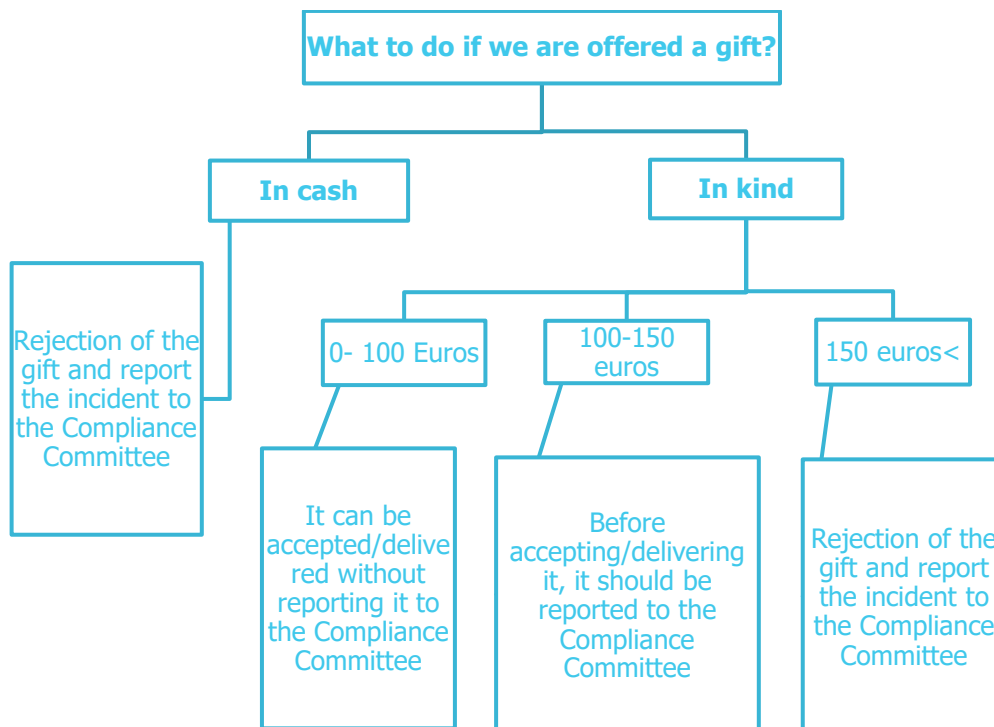 What to do if we are offered a gift?
In cash
In kind
Rejection of the
gift and report
the incident to
the Compliance
Committee
0- 100 Euros
100-150
euros
150 euros<
It can be
accepted/delive
red without
reporting it to
the Compliance
Committee
Before
accepting/delivering
it, it should be
reported to the
Compliance
Committee
Rejection of the
gift and report
the incident to
the Compliance
Committee